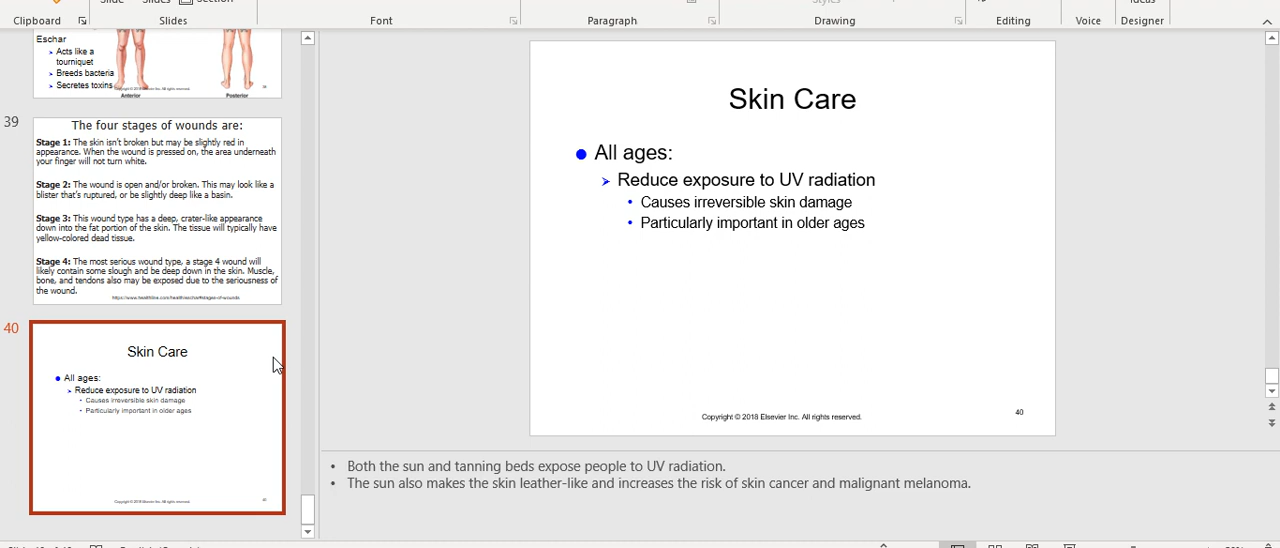 Slide
Slides
Section
Styles
Ideas
Clipboard
Slides
Font
Paragraph
Drawing
Editing
Voice
Designer
Eschar
➤ Acts like a
tourniquet
➤ Breeds bacteria
➤ Secretes toxins
Copyright © 2018 Elsevier Inc. All rights reserved.
38
Anterior
Posterior
39
The four stages of wounds are:
Stage 1: The skin isn't broken but may be slightly red in
appearance. When the wound is pressed on, the area underneath
your finger will not turn white.
Stage 2: The wound is open and/or broken. This may look like a
blister that's ruptured, or be slightly deep like a basin.
Stage 3: This wound type has a deep, crater-like appearance
down into the fat portion of the skin. The tissue will typically have
yellow-colored dead tissue.
Stage 4: The most serious wound type, a stage 4 wound will
likely contain some slough and be deep down in the skin. Muscle,
bone, and tendons also may be exposed due to the seriousness of
the wound.
40
Skin Care
● All ages:
➤ Reduce exposure to UV radiation
• Causes irreversible skin damage
• Particularly important in older ages
Copyright © 2018 Elsevier Inc. All rights reserved.
40
Skin Care
● All ages:
➤ Reduce exposure to UV radiation
• Causes irreversible skin damage
• Particularly important in older ages
Copyright © 2018 Elsevier Inc. All rights reserved.
40
• Both the sun and tanning beds expose people to UV radiation.
• The sun also makes the skin leather-like and increases the risk of skin cancer and malignant melanoma.